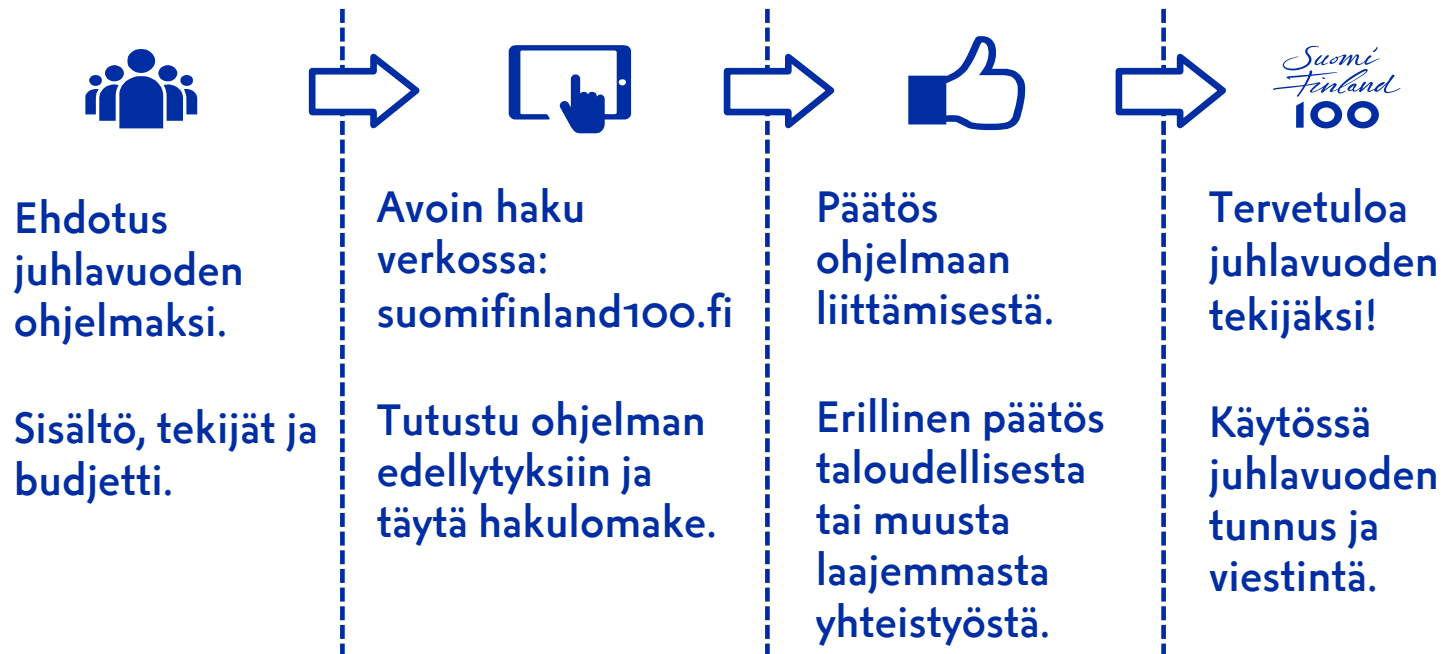 Suomi
Finland
100
Ehdotus
juhlavuoden
ohjelmaksi.
Sisältö, tekijät ja
budjetti.
Avoin haku
verkossa:
suomifinland100.fi
Tutustu ohjelman
edellytyksiin ja
täytä hakulomake.
Päätös
ohjelmaan
liittämisestä.
Erillinen päätös
taloudellisesta
tai muusta
laajemmasta
yhteistyöstä.
Tervetuloa
juhlavuoden
tekijäksi!
Käytössä
juhlavuoden
tunnus ja
viestintä.